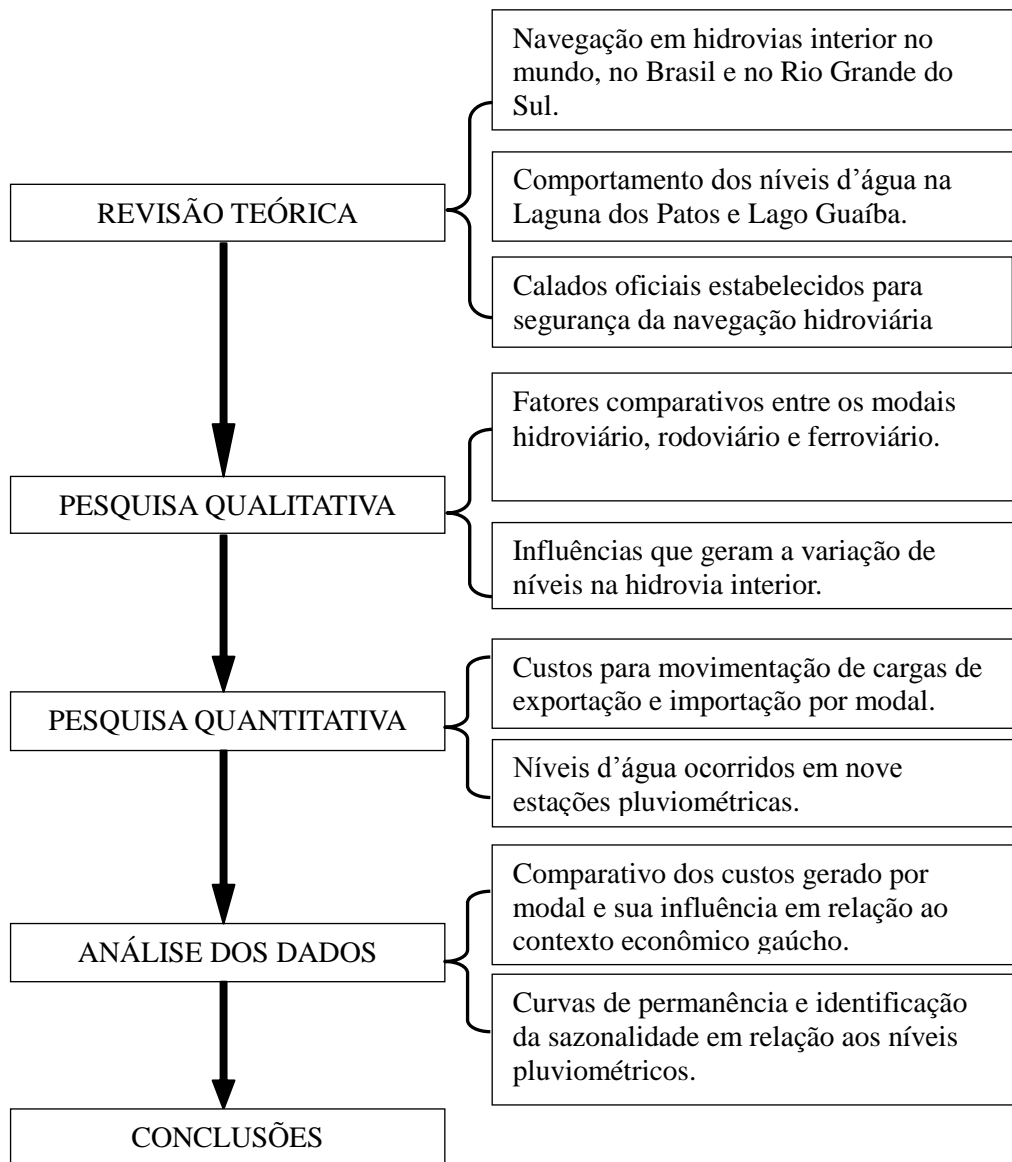 Navegação em hidrovias interior no
mundo, no Brasil e no Rio Grande do
Sul.
REVISÃO TEÓRICA
Comportamento dos níveis d’água na
Laguna dos Patos e Lago Guaíba.
Calados oficiais estabelecidos para
segurança da navegação hidroviária
Fatores comparativos entre os modais
hidroviário, rodoviário e ferroviário.
PESQUISA QUALITATIVA
Influências que geram a variação de
níveis na hidrovia interior.
Custos para movimentação de cargas de
exportação e importação por modal.
PESQUISA QUANTITATIVA
Níveis d’água ocorridos em nove
estações pluviométricas.
Comparativo dos custos gerado por
modal e sua influência em relação ao
contexto econômico gaúcho.
ANÁLISE DOS DADOS
Curvas de permanência e identificação
da sazonalidade em relação aos níveis
pluviométricos.
CONCLUSÕES